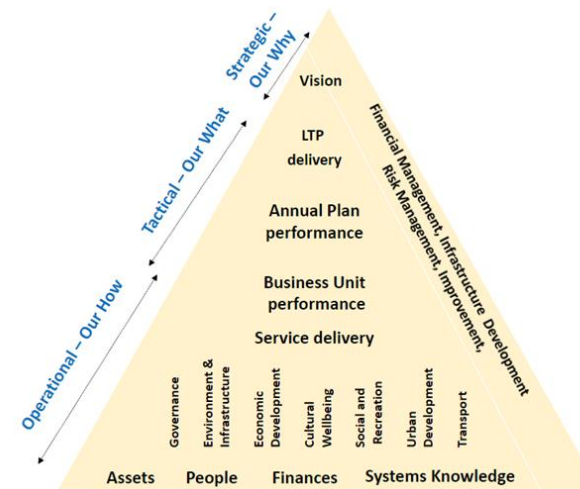 Strategic –
Our Why
Tactical – Our What
Operational – Our How
Vision
LTP
delivery
Annual Plan
performance
Business Unit
performance
Service delivery
Governance
Environment &
Infrastructure
Economic
Development
Cultural
Wellbeing
Social and
Recreation
Urban
Development
Transport
Assets People Finances Systems Knowledge
Financial Management, Infrastructure Development
Risk Management, Improvement,